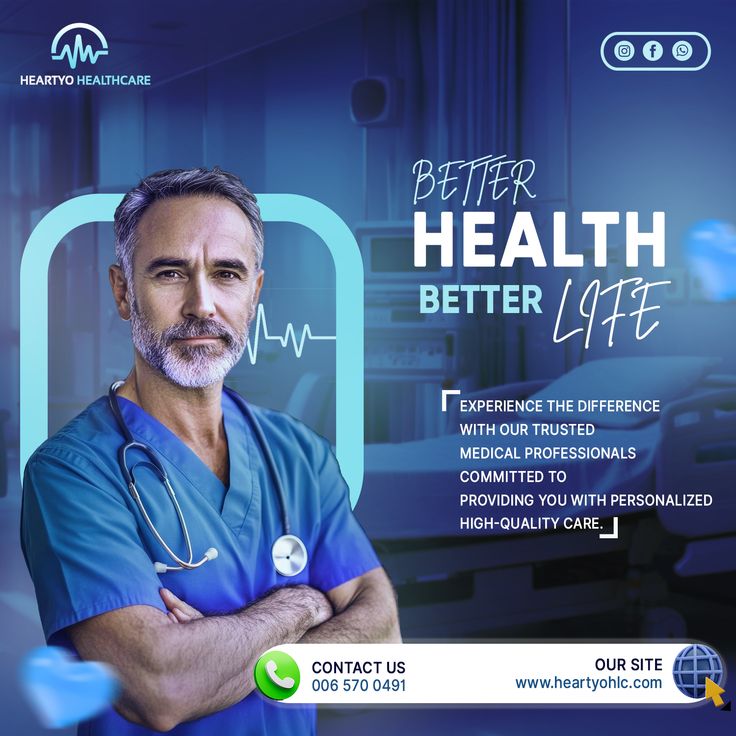 HEARTYO HEALTHCARE
BETTER
HEALTH
BETTER LIFE
EXPERIENCE THE DIFFERENCE
WITH OUR TRUSTED
MEDICAL PROFESSIONALS
COMMITTED TO
PROVIDING YOU WITH PERSONALIZED
HIGH-QUALITY CARE.
CONTACT US
006 570 0491
OUR SITE
www.heartyohlc.com